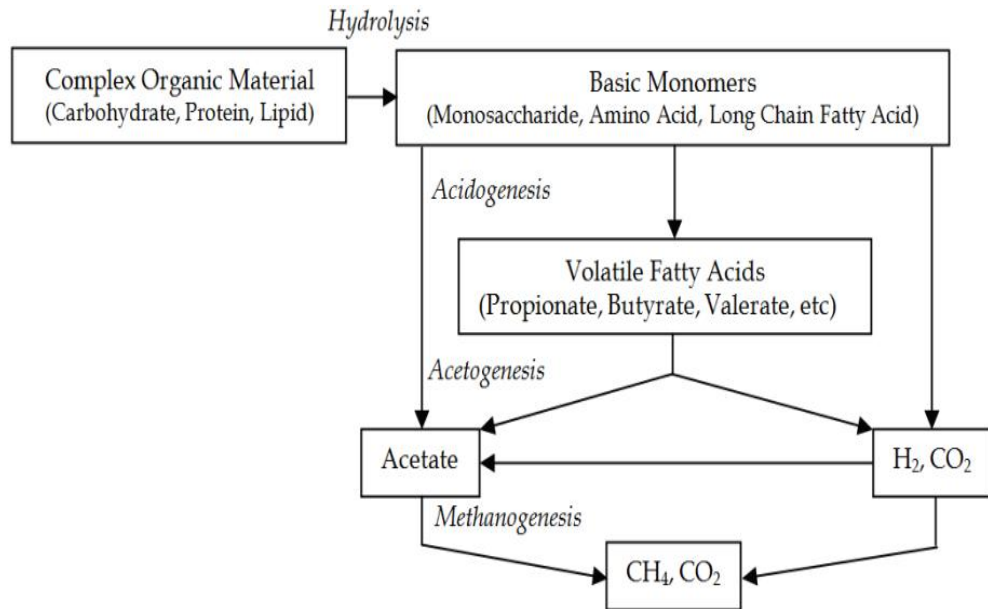 Hydrolysis
Complex Organic Material
(Carbohydrate, Protein, Lipid)
Basic Monomers
(Monosaccharide, Amino Acid, Long Chain Fatty Acid)
Acidogenesis
Volatile Fatty Acids
(Propionate, Butyrate, Valerate, etc)
Acetogenesis
Acetate
H₂, CO₂
Methanogenesis
CH₄, CO₂